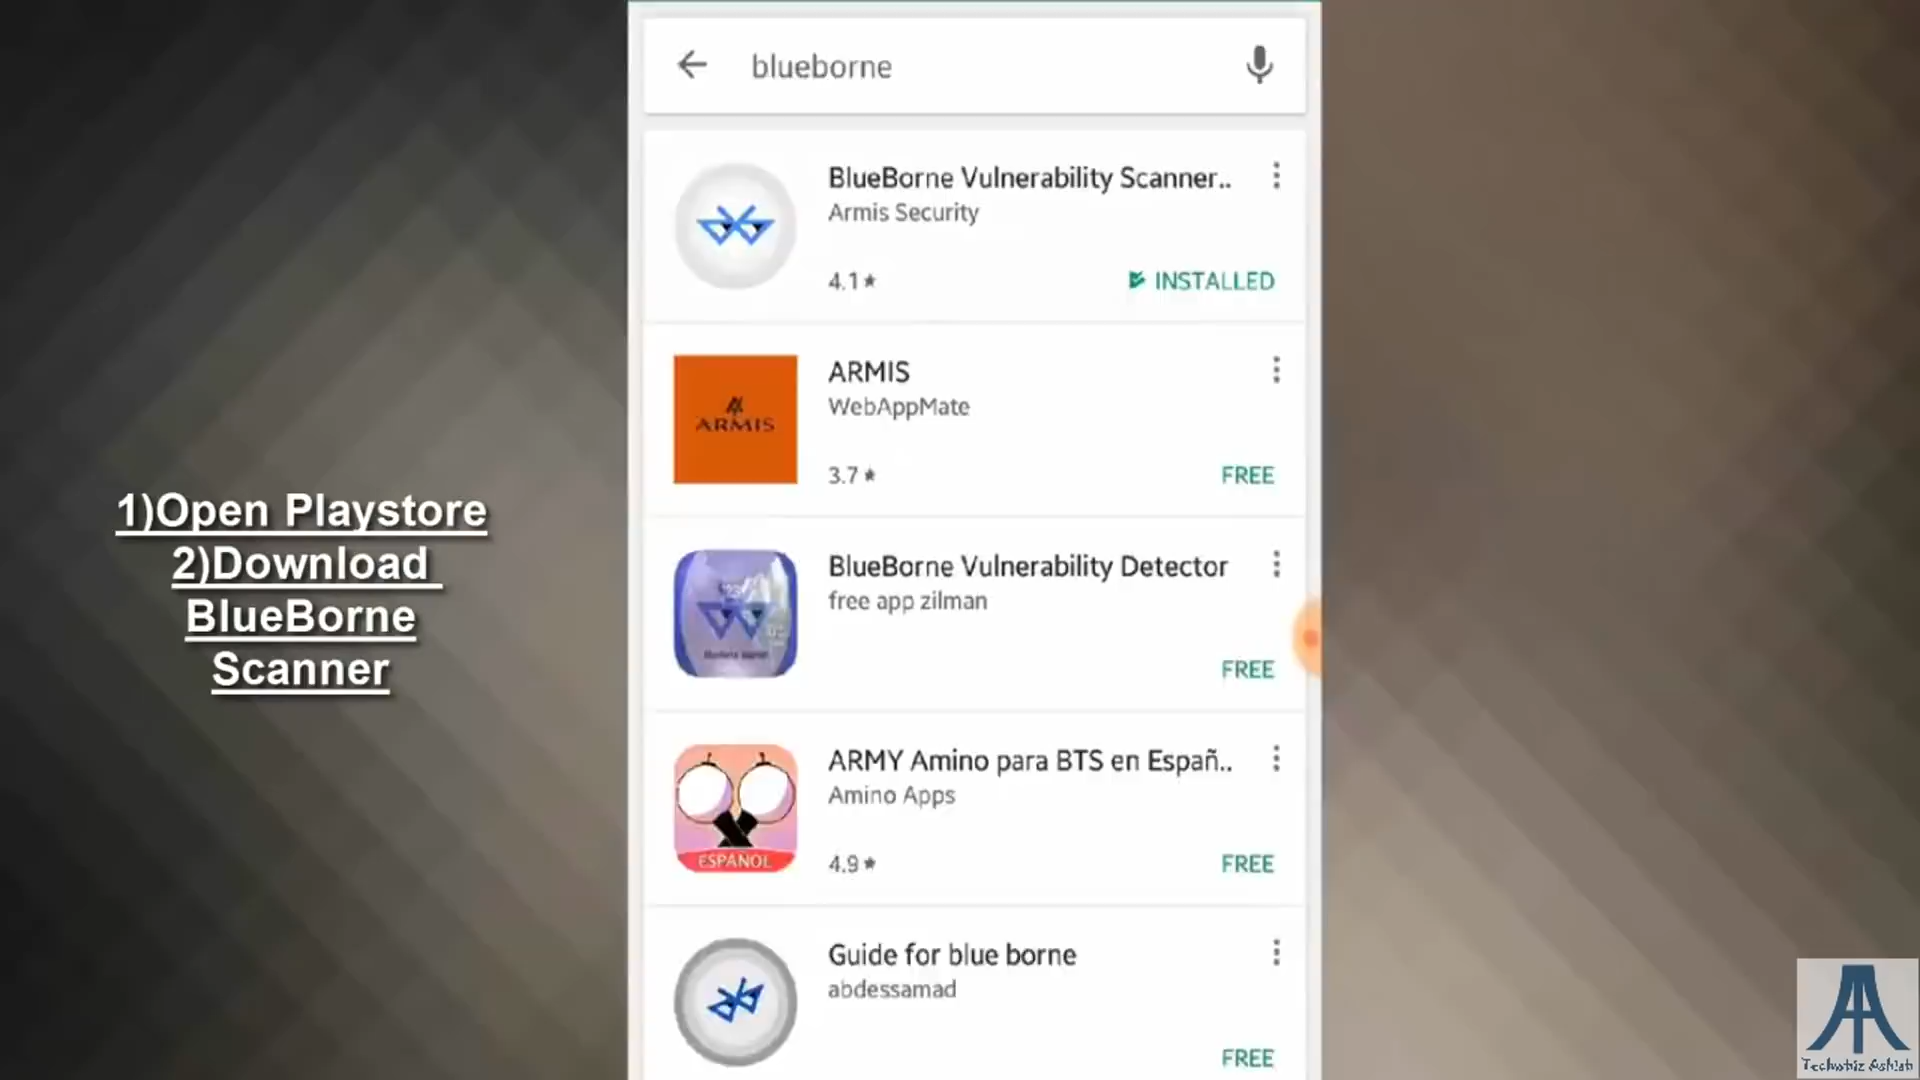 blueborne
BlueBorne Vulnerability Scanner..
Armis Security
4.1★
INSTALLED
ARMIS
ARMIS
WebAppMate
3.7★
FREE
BlueBorne Vulnerability Detector
free app zilman
FREE
ARMY Amino para BTS en Españ..
Amino Apps
ESPAÑOL
4.9★
FREE
Guide for blue borne
abdessamad
FREE
1)Open Playstore
2)Download
BlueBorne
Scanner
Techwhiz Ashish